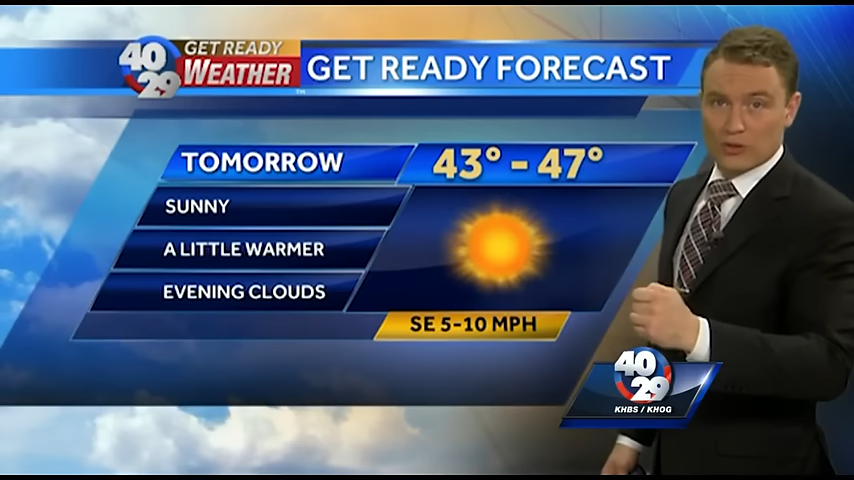 40
29
GET READY
WEATHER
™
GET READY FORECAST
TOMORROW
43° - 47°
SUNNY
A LITTLE WARMER
EVENING CLOUDS
SE 5-10 MPH
40
29
KHBS / KHOG